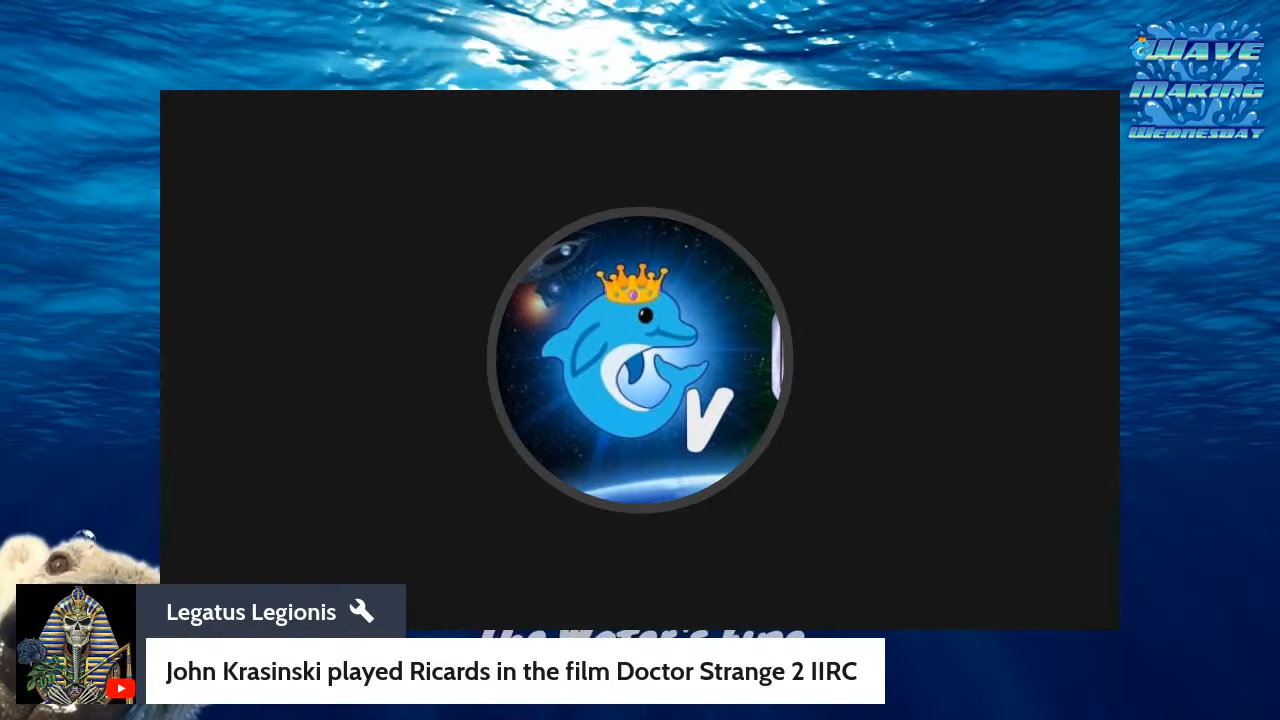 WAVE
MAKING
WEDNESDAY
V
Legatus Legionis
John Krasinski played Ricards in the film Doctor Strange 2 IIRC